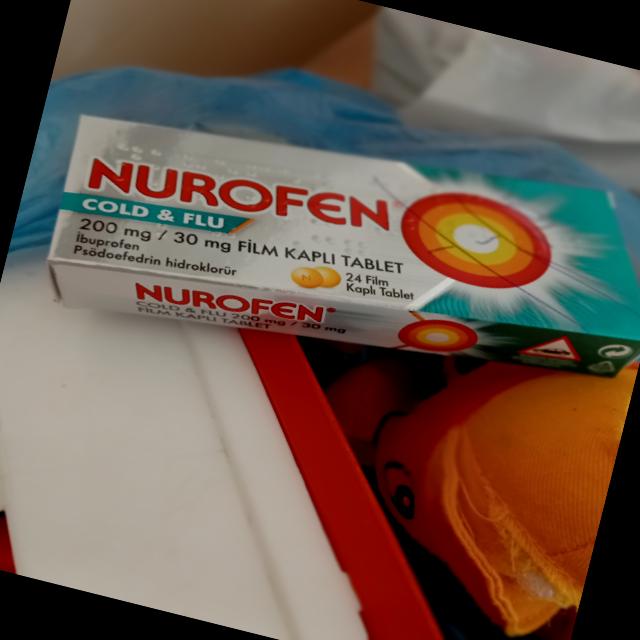 NUROFEN
COLD & FLU
200 mg / 30 mg FİLM KAPLI TABLET
İbuprofen
Psödoefedrin hidroklorür
24 Film
Kaplı Tablet
NUROFEN®
COLD & FLU 200 mg / 30 mg
FİLM KAPLI TABLET